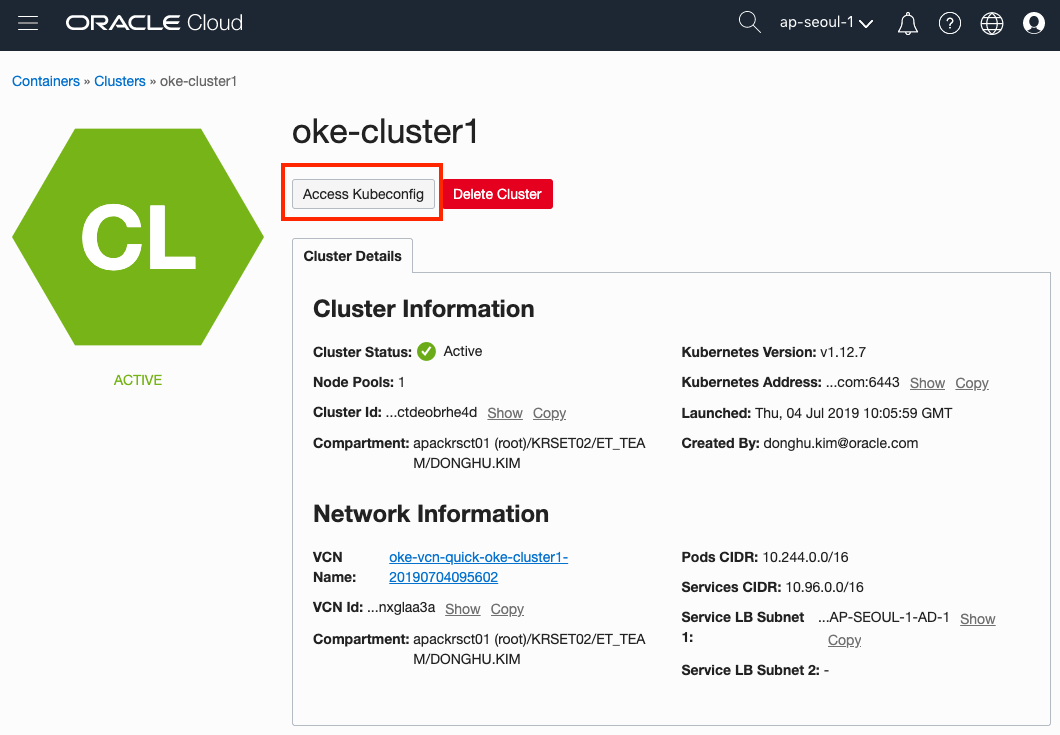 ORACLE Cloud
ap-seoul-1
Containers » Clusters » oke-cluster1
CL
ACTIVE
oke-cluster1
Access Kubeconfig
Delete Cluster
Cluster Details
Cluster Information
Cluster Status: Active
Node Pools: 1
Cluster Id: ...ctdeobrhe4d Show Copy
Compartment: apackrsct01 (root)/KRSET02/ET_TEA
M/DONGHU.KIM
Kubernetes Version: v1.12.7
Kubernetes Address: ...com:6443 Show Copy
Launched: Thu, 04 Jul 2019 10:05:59 GMT
Created By: donghu.kim@oracle.com
Network Information
VCN Name: oke-vcn-quick-oke-cluster1-
20190704095602
VCN Id: ...nxglaa3a Show Copy
Compartment: apackrsct01 (root)/KRSET02/ET_TEA
M/DONGHU.KIM
Pods CIDR: 10.244.0.0/16
Services CIDR: 10.96.0.0/16
Service LB Subnet 1: ...AP-SEOUL-1-AD-1 Show
Copy
Service LB Subnet 2: -